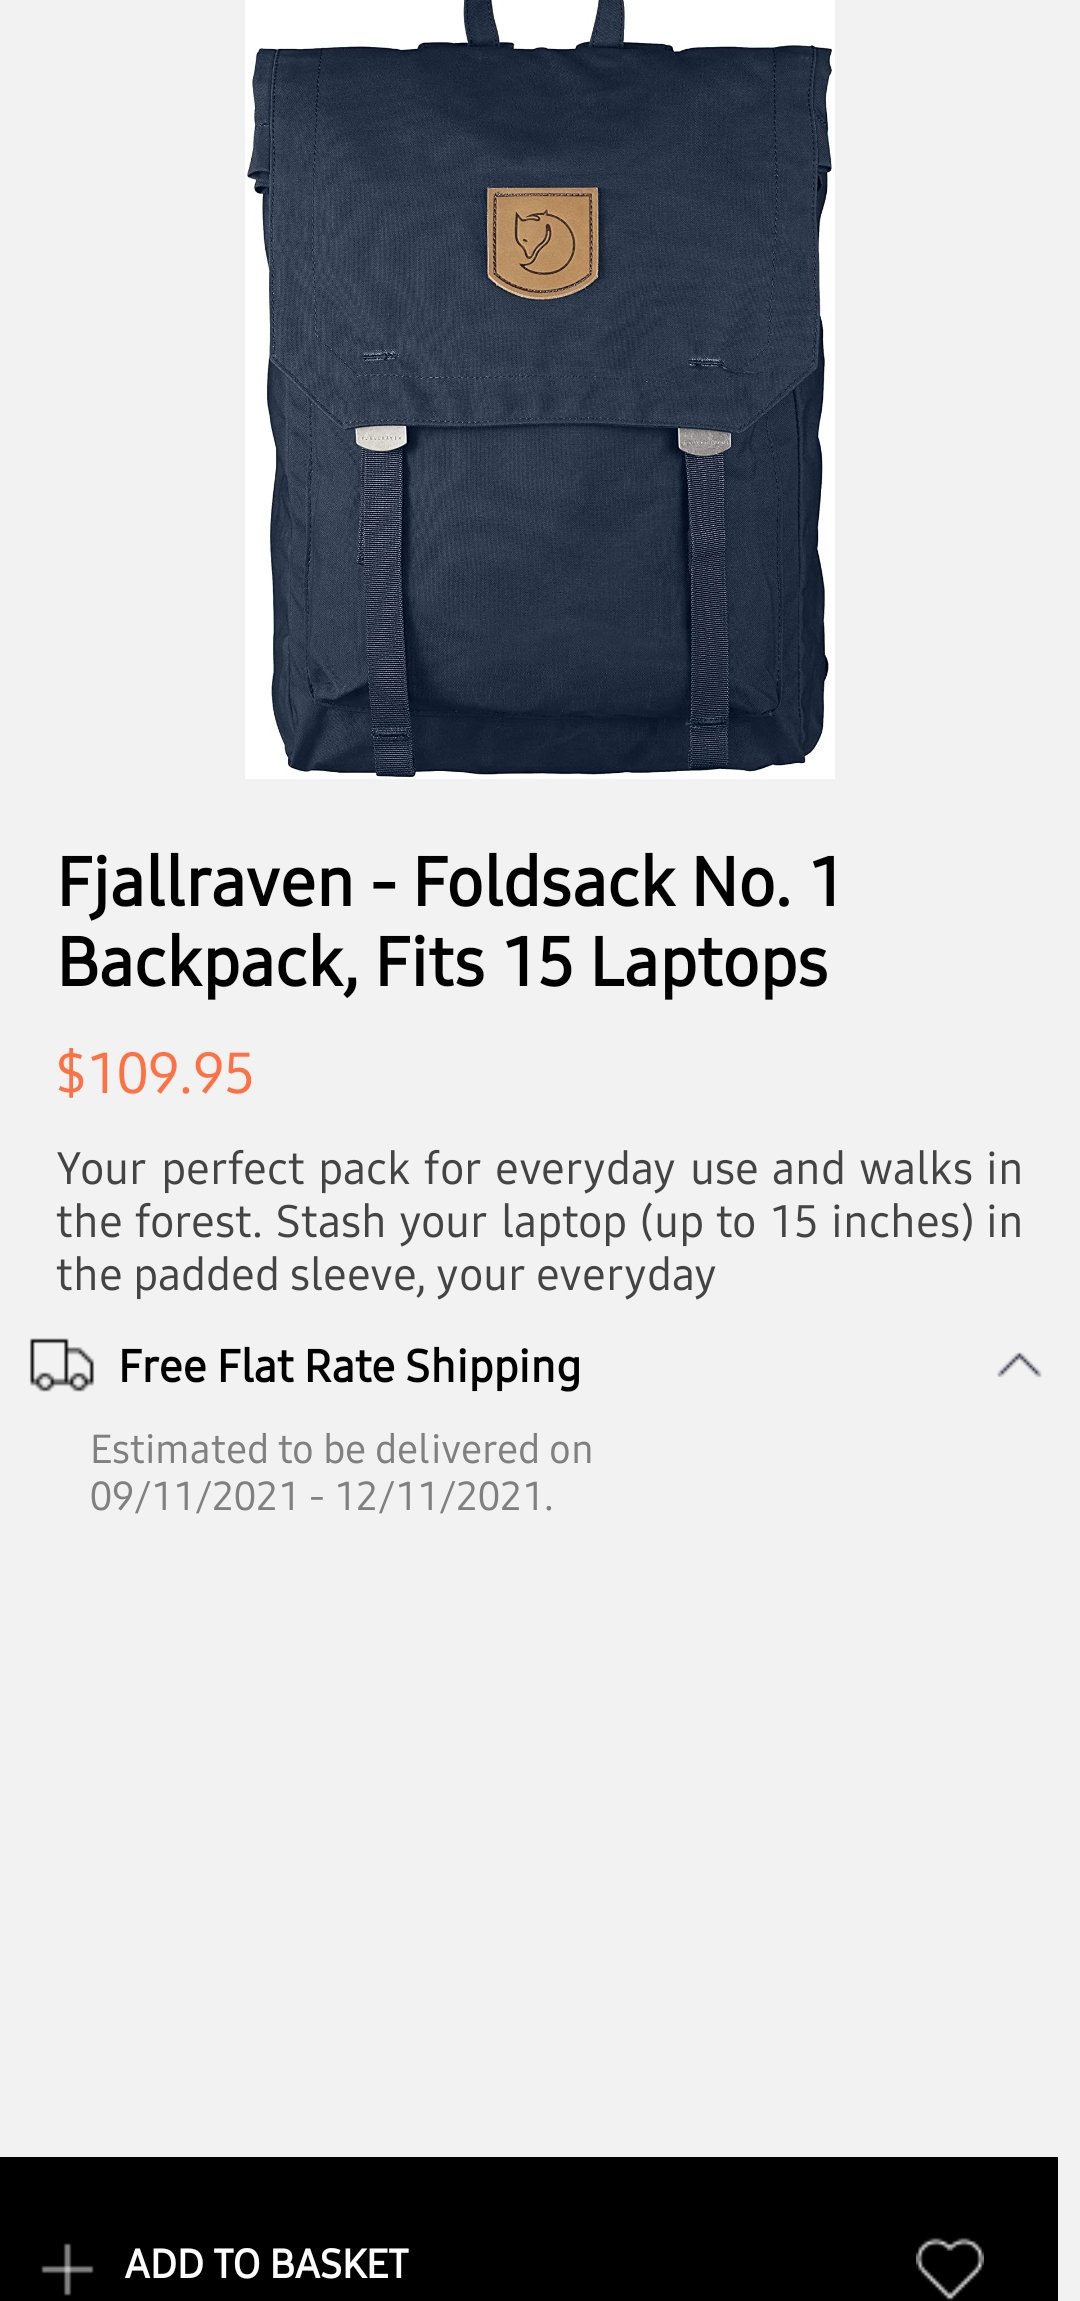 Fjallraven - Foldsack No. 1
Backpack, Fits 15 Laptops
$109.95
Your perfect pack for everyday use and walks in
the forest. Stash your laptop (up to 15 inches) in
the padded sleeve, your everyday
Free Flat Rate Shipping
Estimated to be delivered on
09/11/2021 - 12/11/2021.
ADD TO BASKET